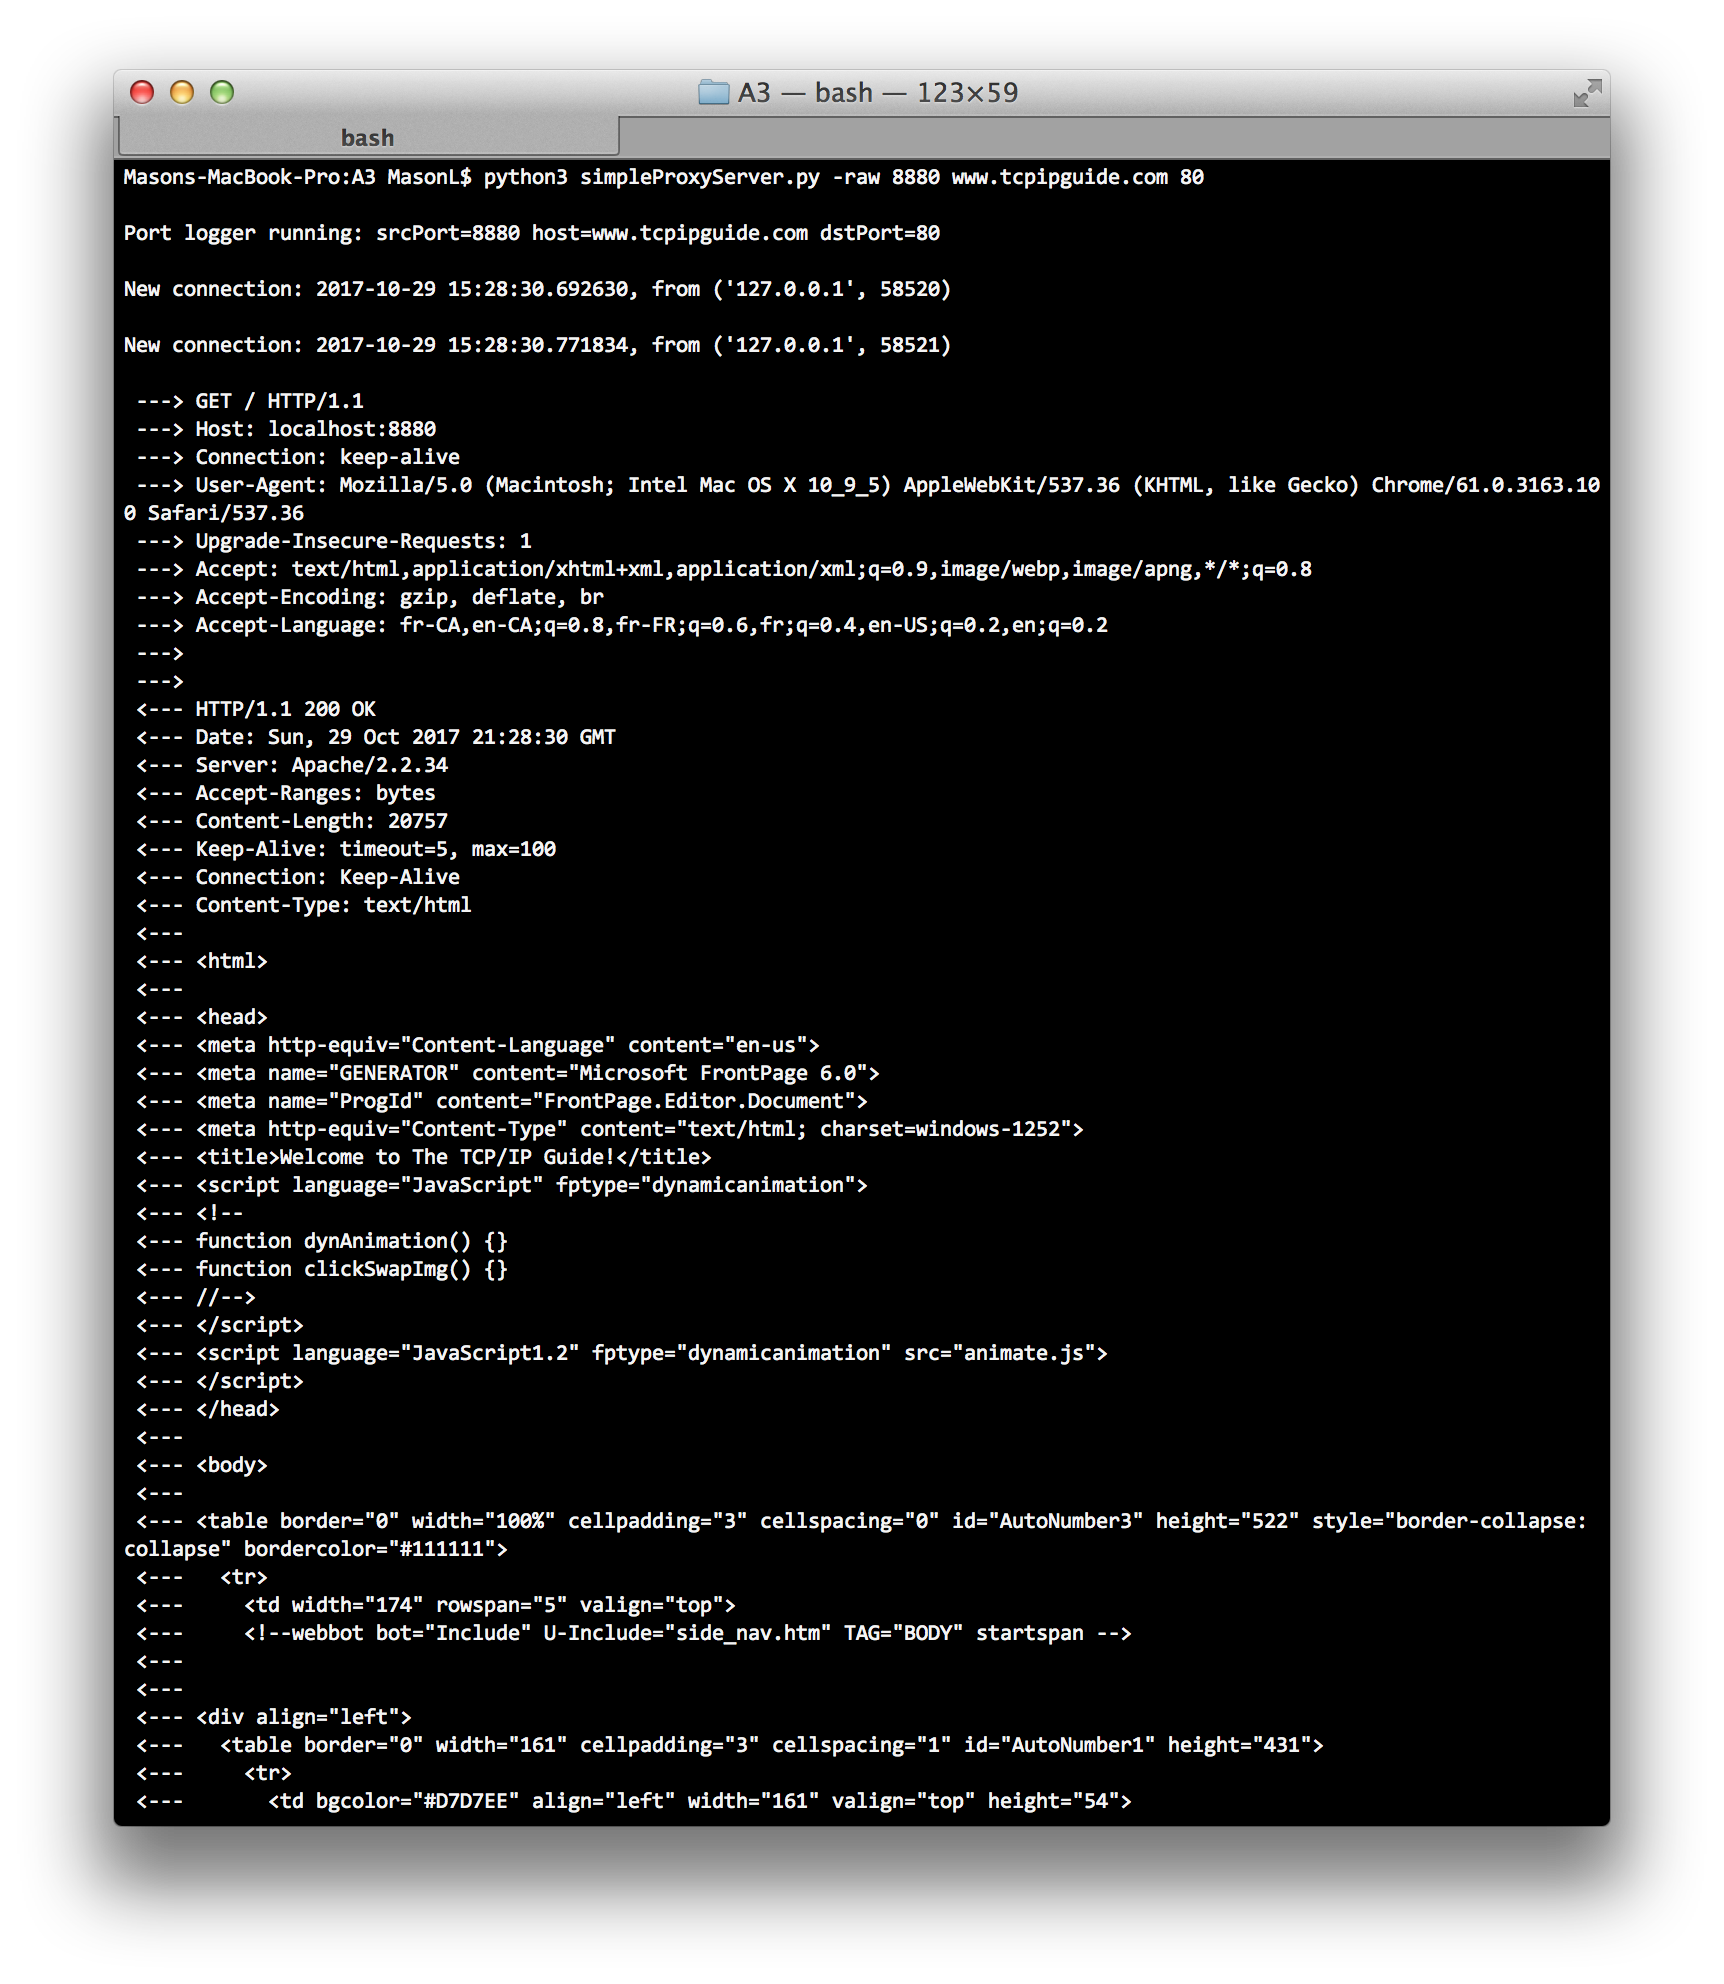 A3 — bash — 123×59
bash
Masons-MacBook-Pro:A3 MasonL$ python3 simpleProxyServer.py -raw 8880 www.tcpipguide.com 80
Port logger running: srcPort=8880 host=www.tcpipguide.com dstPort=80
New connection: 2017-10-29 15:28:30.692630, from ('127.0.0.1', 58520)
New connection: 2017-10-29 15:28:30.771834, from ('127.0.0.1', 58521)
 ---> GET / HTTP/1.1
 ---> Host: localhost:8880
 ---> Connection: keep-alive
 ---> User-Agent: Mozilla/5.0 (Macintosh; Intel Mac OS X 10_9_5) AppleWebKit/537.36 (KHTML, like Gecko) Chrome/61.0.3163.10
0 Safari/537.36
 ---> Upgrade-Insecure-Requests: 1
 ---> Accept: text/html,application/xhtml+xml,application/xml;q=0.9,image/webp,image/apng,*/*;q=0.8
 ---> Accept-Encoding: gzip, deflate, br
 ---> Accept-Language: fr-CA,en-CA;q=0.8,fr-FR;q=0.6,fr;q=0.4,en-US;q=0.2,en;q=0.2
 --->
 --->
 <--- HTTP/1.1 200 OK
 <--- Date: Sun, 29 Oct 2017 21:28:30 GMT
 <--- Server: Apache/2.2.34
 <--- Accept-Ranges: bytes
 <--- Content-Length: 20757
 <--- Keep-Alive: timeout=5, max=100
 <--- Connection: Keep-Alive
 <--- Content-Type: text/html
 <---
 <--- <html>
 <---
 <--- <head>
 <--- <meta http-equiv="Content-Language" content="en-us">
 <--- <meta name="GENERATOR" content="Microsoft FrontPage 6.0">
 <--- <meta name="ProgId" content="FrontPage.Editor.Document">
 <--- <meta http-equiv="Content-Type" content="text/html; charset=windows-1252">
 <--- <title>Welcome to The TCP/IP Guide!</title>
 <--- <script language="JavaScript" fptype="dynamicanimation">
 <--- <!--
 <--- function dynAnimation() {}
 <--- function clickSwapImg() {}
 <--- //-->
 <--- </script>
 <--- <script language="JavaScript1.2" fptype="dynamicanimation" src="animate.js">
 <--- </script>
 <--- </head>
 <---
 <--- <body>
 <---
 <--- <table border="0" width="100%" cellpadding="3" cellspacing="0" id="AutoNumber3" height="522" style="border-collapse:
collapse" bordercolor="#111111">
 <---   <tr>
 <---     <td width="174" rowspan="5" valign="top">
 <---     <!--webbot bot="Include" U-Include="side_nav.htm" TAG="BODY" startspan -->
 <---
 <---
 <--- <div align="left">
 <---   <table border="0" width="161" cellpadding="3" cellspacing="1" id="AutoNumber1" height="431">
 <---     <tr>
 <---       <td bgcolor="#D7D7EE" align="left" width="161" valign="top" height="54">